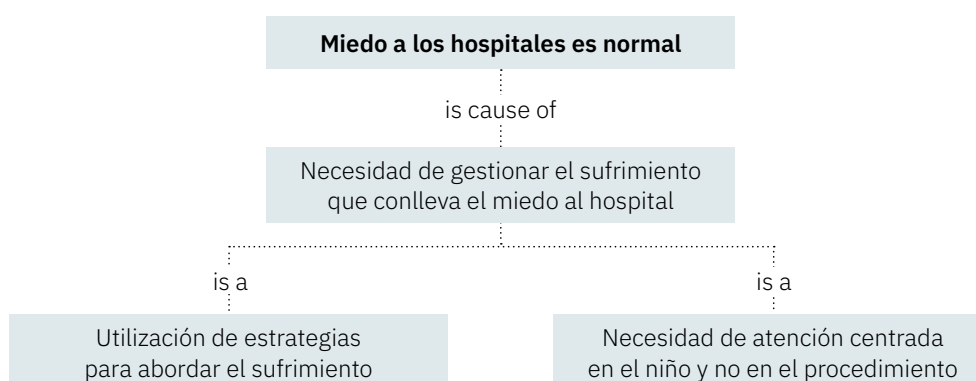 Miedo a los hospitales es normal
is cause of
Necesidad de gestionar el sufrimiento
que conlleva el miedo al hospital
is a
is a
Utilización de estrategias
para abordar el sufrimiento
Necesidad de atención centrada
en el niño y no en el procedimiento